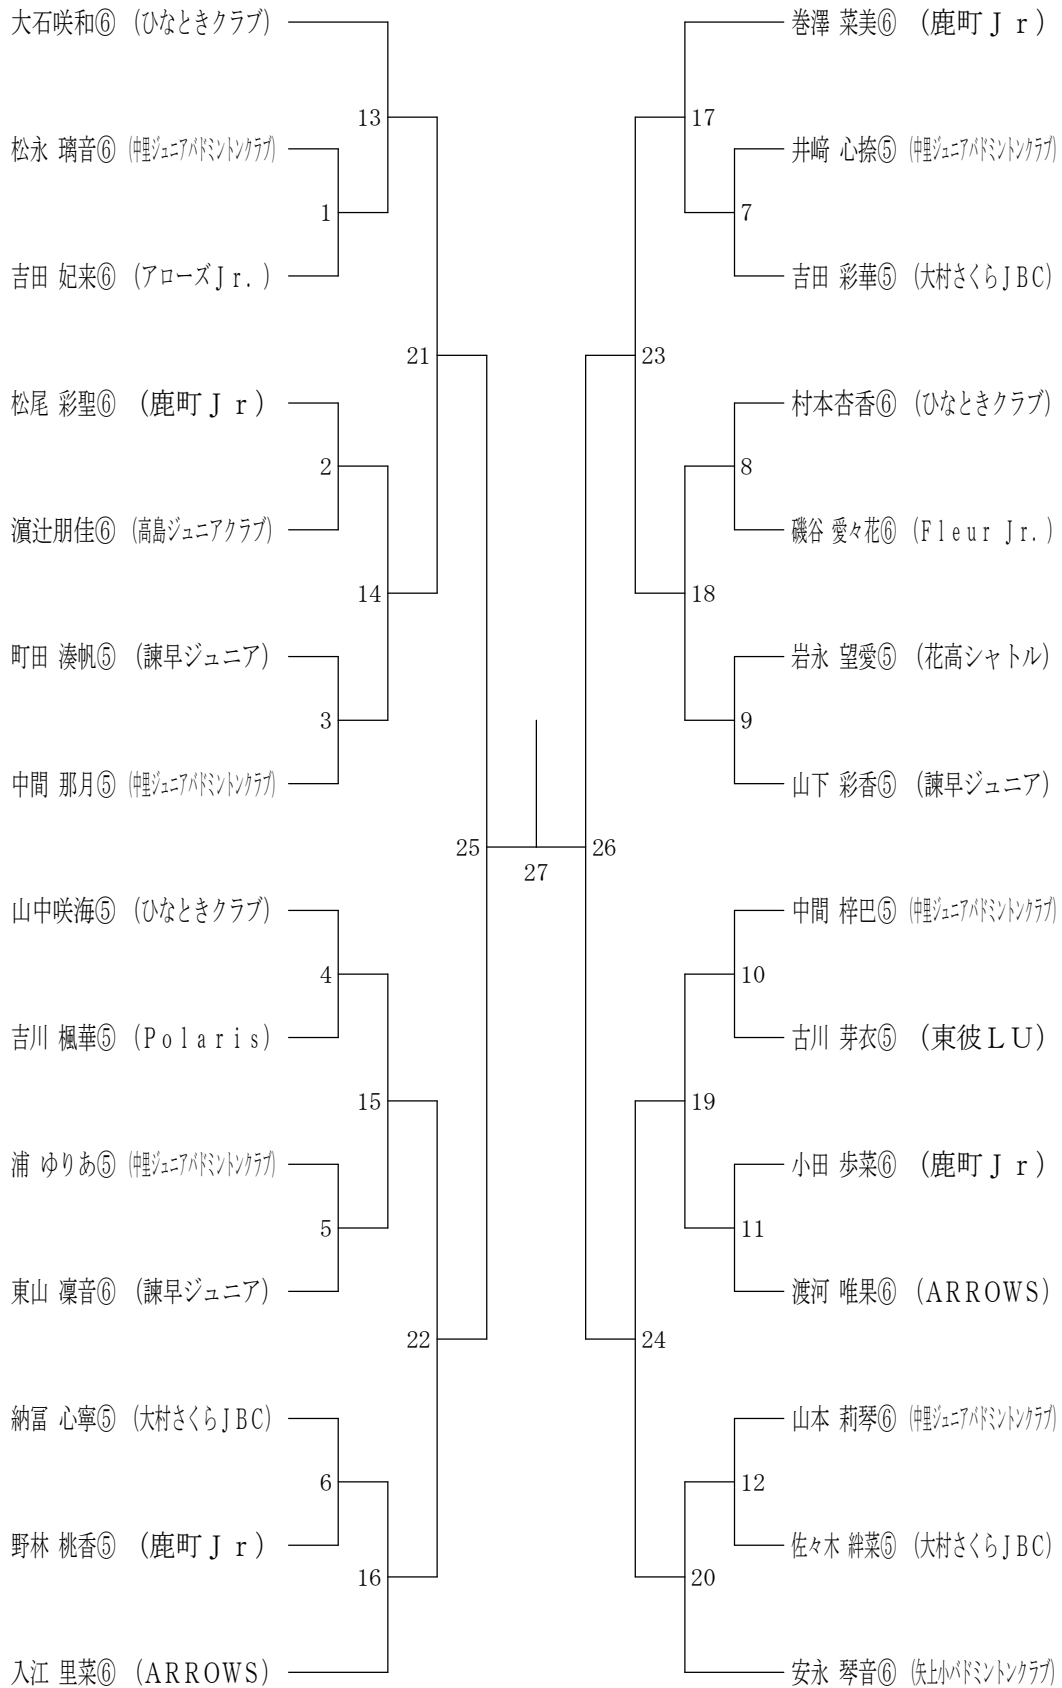 大石咲和⑥ (ひなときクラブ)
13
松永 璃音⑥ (中里ジュニアバドミントンクラブ)
1
吉田 妃来⑥ (アローズJr.)
21
松尾 彩聖⑥ (鹿町Jr)
2
濵辻朋佳⑥ (高島ジュニアクラブ)
14
町田 湊帆⑤ (諫早ジュニア)
3
中間 那月⑤ (中里ジュニアバドミントンクラブ)
25
山中咲海⑤ (ひなときクラブ)
4
吉川 楓華⑤ (Polaris)
15
浦 ゆりあ⑤ (中里ジュニアバドミントンクラブ)
5
東山 凜音⑥ (諫早ジュニア)
22
納冨 心寧⑤ (大村さくらJBC)
6
野林 桃香⑤ (鹿町Jr)
16
入江 里菜⑥ (ARROWS)
27
巻澤 菜美⑥ (鹿町Jr)
17
井﨑 心捺⑤ (中里ジュニアバドミントンクラブ)
7
吉田 彩華⑤ (大村さくらJBC)
23
村本杏香⑥ (ひなときクラブ)
8
磯谷 愛々花⑥ (Fleur Jr.)
18
岩永 望愛⑤ (花高シャトル)
9
山下 彩香⑤ (諫早ジュニア)
26
中間 梓巴⑤ (中里ジュニアバドミントンクラブ)
10
古川 芽衣⑤ (東彼LU)
19
小田 歩菜⑥ (鹿町Jr)
11
渡河 唯果⑥ (ARROWS)
24
山本 莉琴⑥ (中里ジュニアバドミントンクラブ)
12
佐々木 絆菜⑤ (大村さくらJBC)
20
安永 琴音⑥ (矢上小バドミントンクラブ)